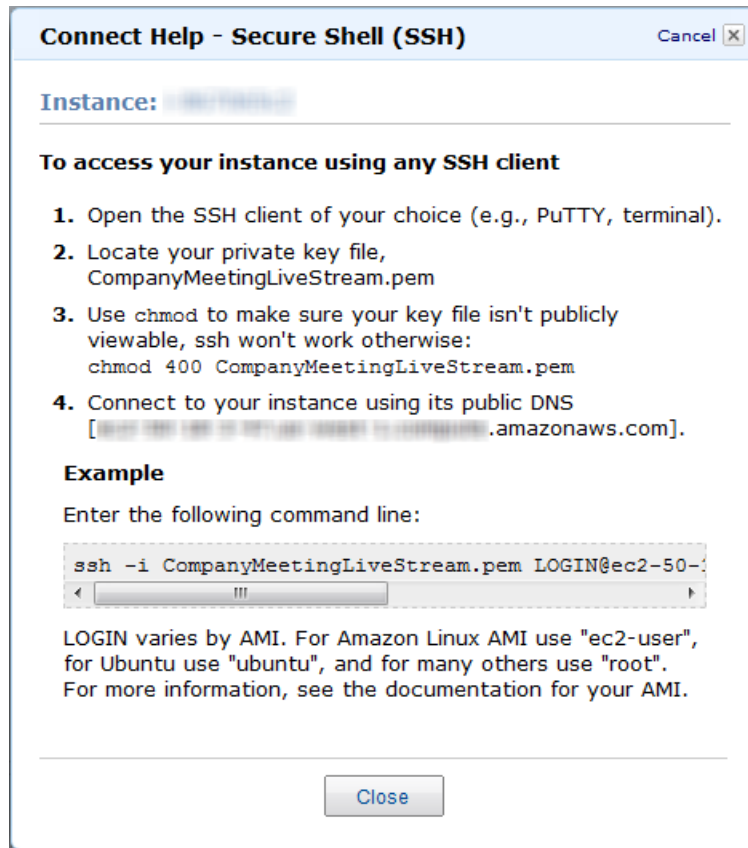 Connect Help - Secure Shell (SSH)
Cancel
Instance:
To access your instance using any SSH client
1. Open the SSH client of your choice (e.g., PuTTY, terminal).
2. Locate your private key file,
CompanyMeetingLiveStream.pem
3. Use chmod to make sure your key file isn't publicly
viewable, ssh won't work otherwise:
chmod 400 CompanyMeetingLiveStream.pem
4. Connect to your instance using its public DNS
[ .amazonaws.com].
Example
Enter the following command line:
ssh -i CompanyMeetingLiveStream.pem LOGIN@ec2-50-
LOGIN varies by AMI. For Amazon Linux AMI use "ec2-user",
for Ubuntu use "ubuntu", and for many others use "root".
For more information, see the documentation for your AMI.
Close